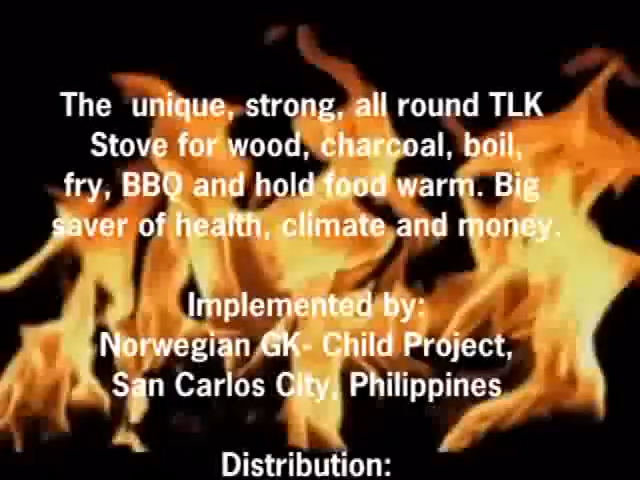 The unique, strong, all round TLK
Stove for wood, charcoal, boil,
fry, BBQ and hold food warm. Big
saver of health, climate and money.
Implemented by:
Norwegian GK- Child Project,
San Carlos City, Philippines
Distribution: